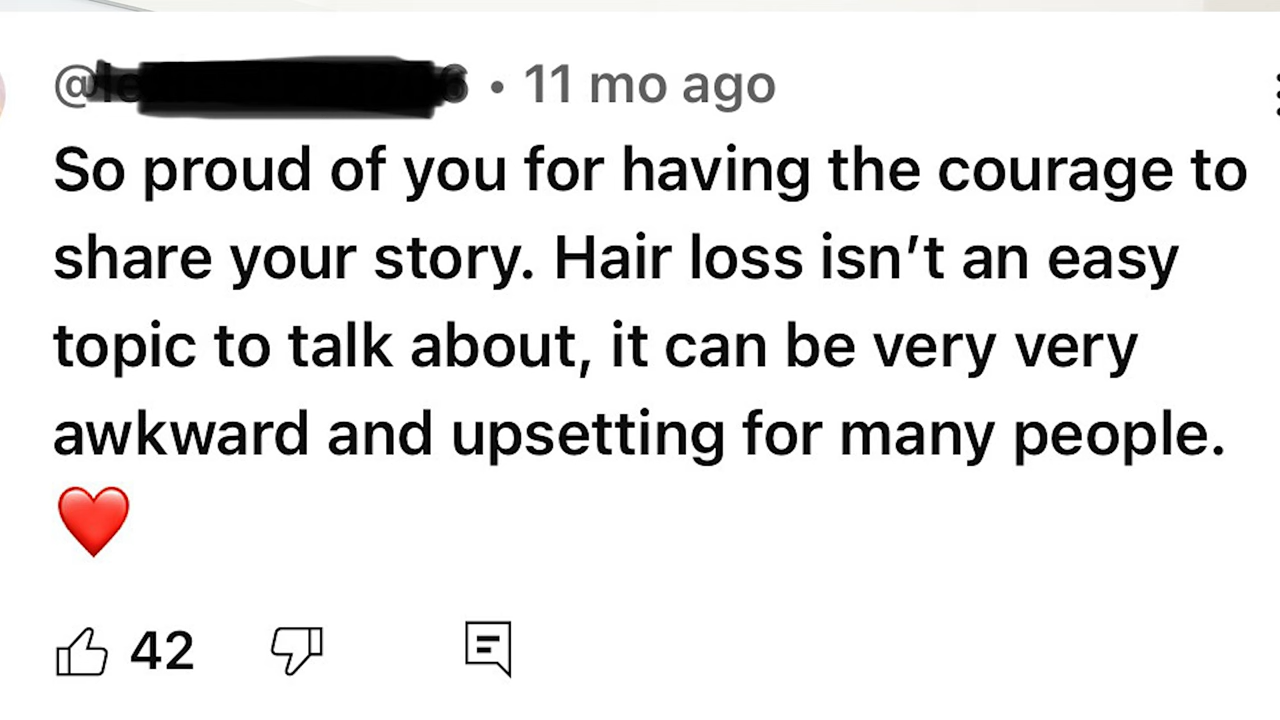 • 11 mo ago
So proud of you for having the courage to
share your story. Hair loss isn’t an easy
topic to talk about, it can be very very
awkward and upsetting for many people.
❤️
42